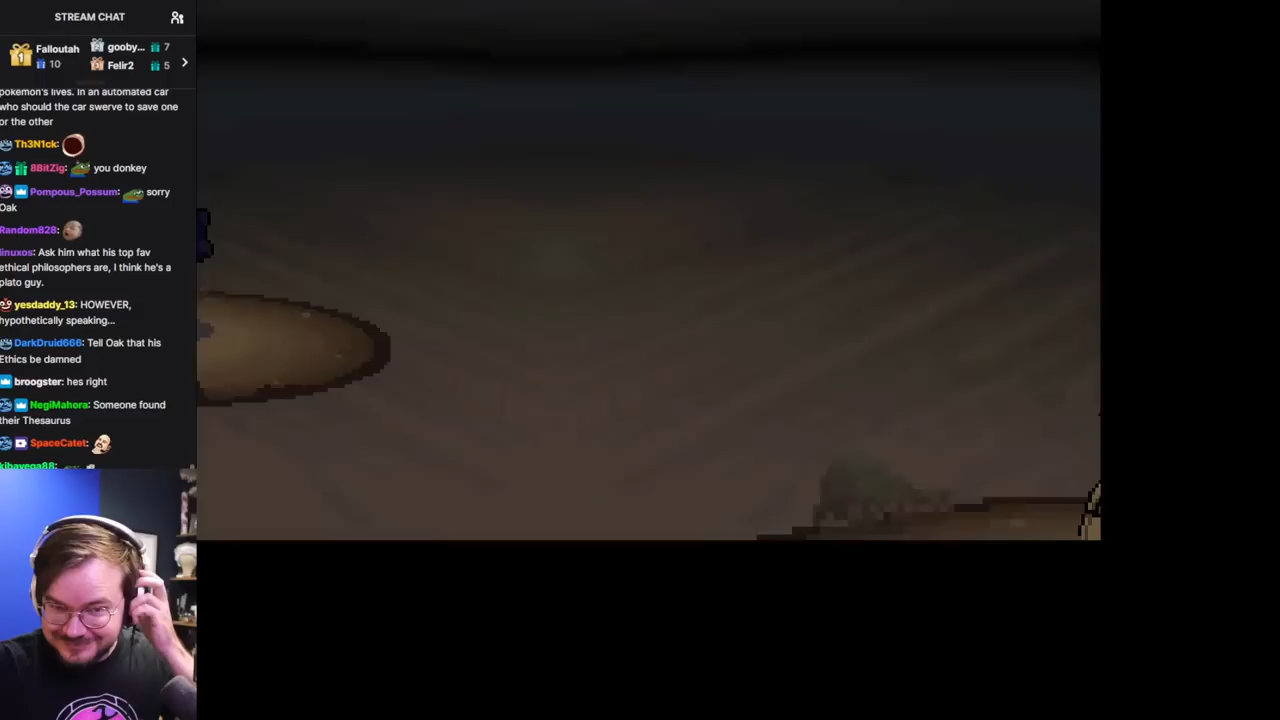 STREAM CHAT
Falloutah
10
gooby... 7
Felir2 5
pokemon's lives. In an automated car
who should the car swerve to save one
or the other
Th3N1ck:
8BitZig: you donkey
Pompous_Possum: sorry
Oak
Random828:
linuxos: Ask him what his top fav
ethical philosophers are, I think he's a
plato guy.
yesdaddy_13: HOWEVER,
hypothetically speaking...
DarkDruid666: Tell Oak that his
Ethics be damned
broogster: hes right
NegiMahora: Someone found
their Thesaurus
SpaceCatet:
kibavega88: